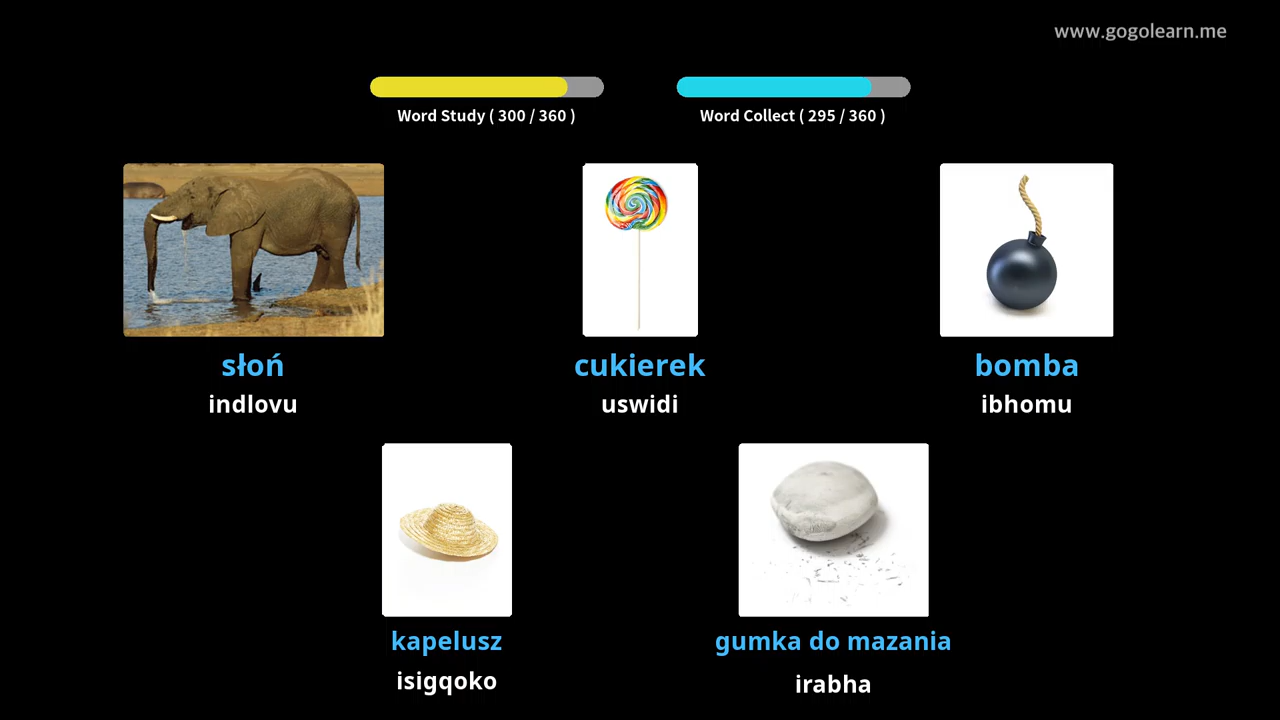 www.gogolearn.me
Word Study ( 300 / 360 )
Word Collect ( 295 / 360 )
słoń
indlovu
cukierek
uswidi
bomba
ibhomu
kapelusz
isigqoko
gumka do mazania
irabha